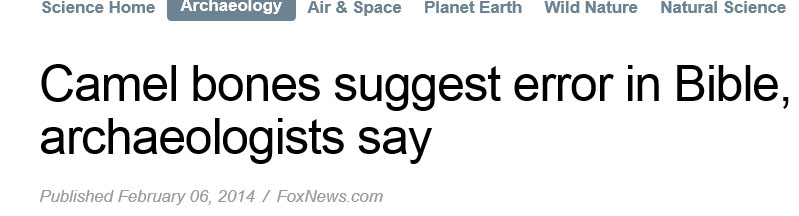 Science Home Archaeology Air & Space Planet Earth Wild Nature Natural Science
Camel bones suggest error in Bible,
archaeologists say
Published February 06, 2014 / FoxNews.com